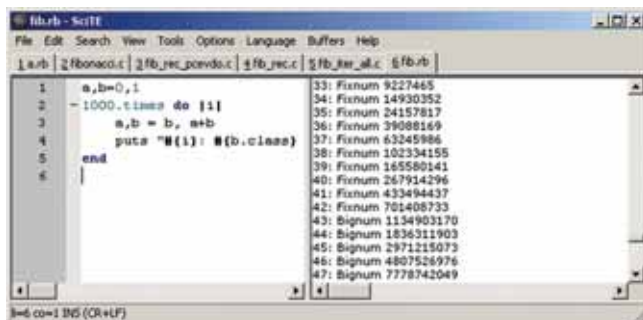 fib.rb - SciTE
File Edit Search View Tools Options Language Buffers Help
1 a.rb 2 fibonacci.c 3 fib_rec_pcevdo.c 4 fib_rec.c 5 fib_iter_all.c 6 fib.rb
1 a,b=0,1
2 - 1000.times do |i|
3 a,b = b, a+b
4 puts "#{i}: #{b.class}
5 end
6
33: Fixnum 9227465
34: Fixnum 14930352
35: Fixnum 24157817
36: Fixnum 39088169
37: Fixnum 63245986
38: Fixnum 102334155
39: Fixnum 165580141
40: Fixnum 267914296
41: Fixnum 433494437
42: Fixnum 701408733
43: Bignum 1134903170
44: Bignum 1836311903
45: Bignum 2971215073
46: Bignum 4807526976
47: Bignum 7778742049
li=6 co=1 INS (CR+LF)